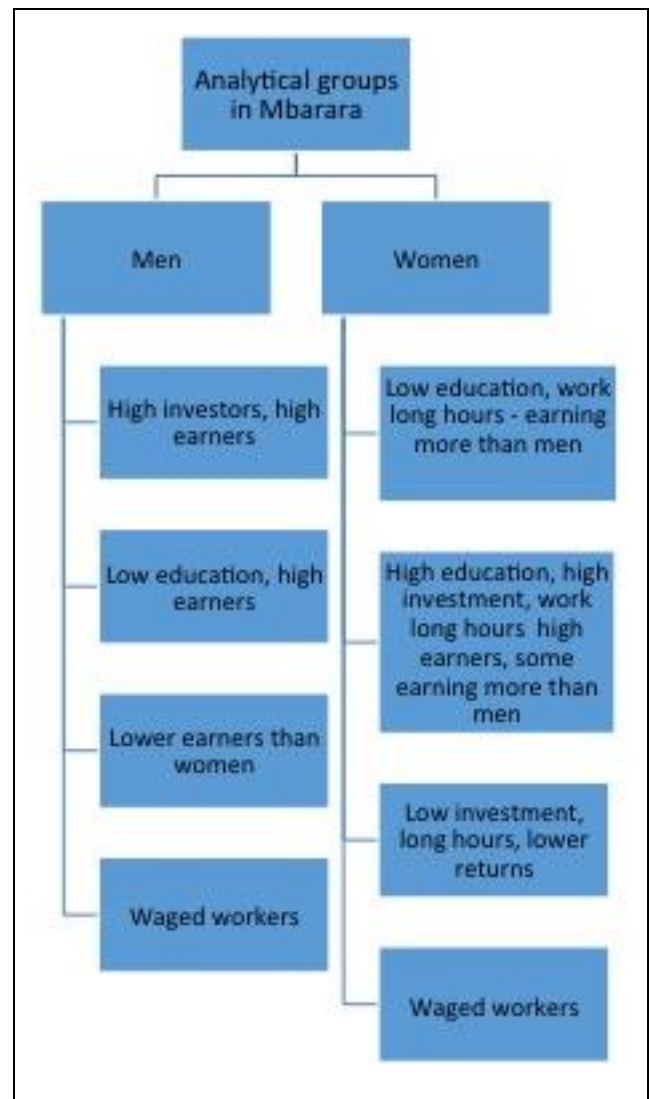 Analytical groups
in Mbarara
Men
Women
High investors, high
earners
Low education, high
earners
Lower earners than
women
Waged workers
Low education, work
long hours - earning
more than men
High education, high
investment, work
long hours high
earners, some
earning more than
men
Low investment,
long hours, lower
returns
Waged workers